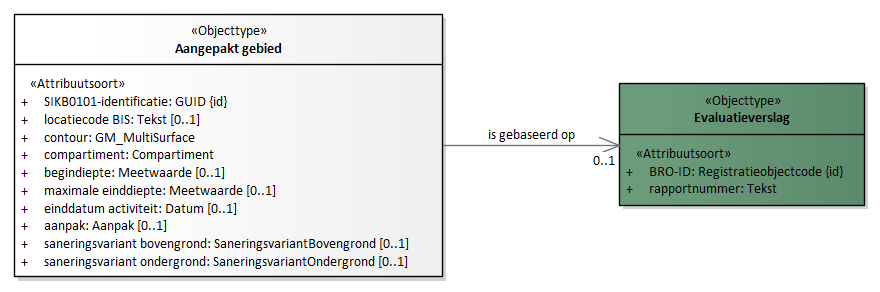 «Objecttype»
Aangepakt gebied
«Attribuutsoort»
+ SIKB0101-identificatie: GUID {id}
+ locatiecode BIS: Tekst [0..1]
+ contour: GM_MultiSurface
+ compartiment: Compartiment
+ begindiepte: Meetwaarde [0..1]
+ maximale einddiepte: Meetwaarde [0..1]
+ einddatum activiteit: Datum [0..1]
+ aanpak: Aanpak [0..1]
+ saneringsvariant bovengrond: SaneringsvariantBovengrond [0..1]
+ saneringsvariant ondergrond: SaneringsvariantOndergrond [0..1]
is gebaseerd op
0..1
«Objecttype»
Evaluatieverslag
«Attribuutsoort»
+ BRO-ID: Registratieobjectcode {id}
+ rapportnummer: Tekst